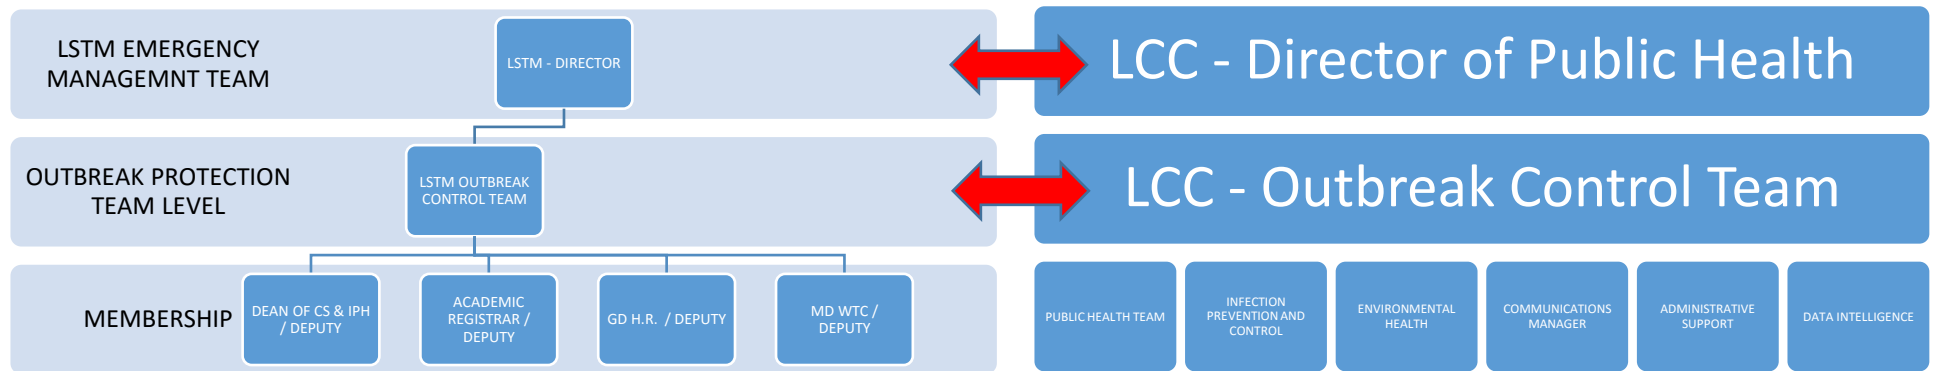 LSTM EMERGENCY
MANAGEMNT TEAM
LSTM - DIRECTOR
LCC - Director of Public Health
OUTBREAK PROTECTION
TEAM LEVEL
LSTM OUTBREAK
CONTROL TEAM
LCC - Outbreak Control Team
MEMBERSHIP
DEAN OF CS & IPH
/ DEPUTY
ACADEMIC
REGISTRAR /
DEPUTY
GD H.R. / DEPUTY
MD WTC /
DEPUTY
PUBLIC HEALTH TEAM
INFECTION
PREVENTION AND
CONTROL
ENVIRONMENTAL
HEALTH
COMMUNICATIONS
MANAGER
ADMINISTRATIVE
SUPPORT
DATA INTELLIGENCE